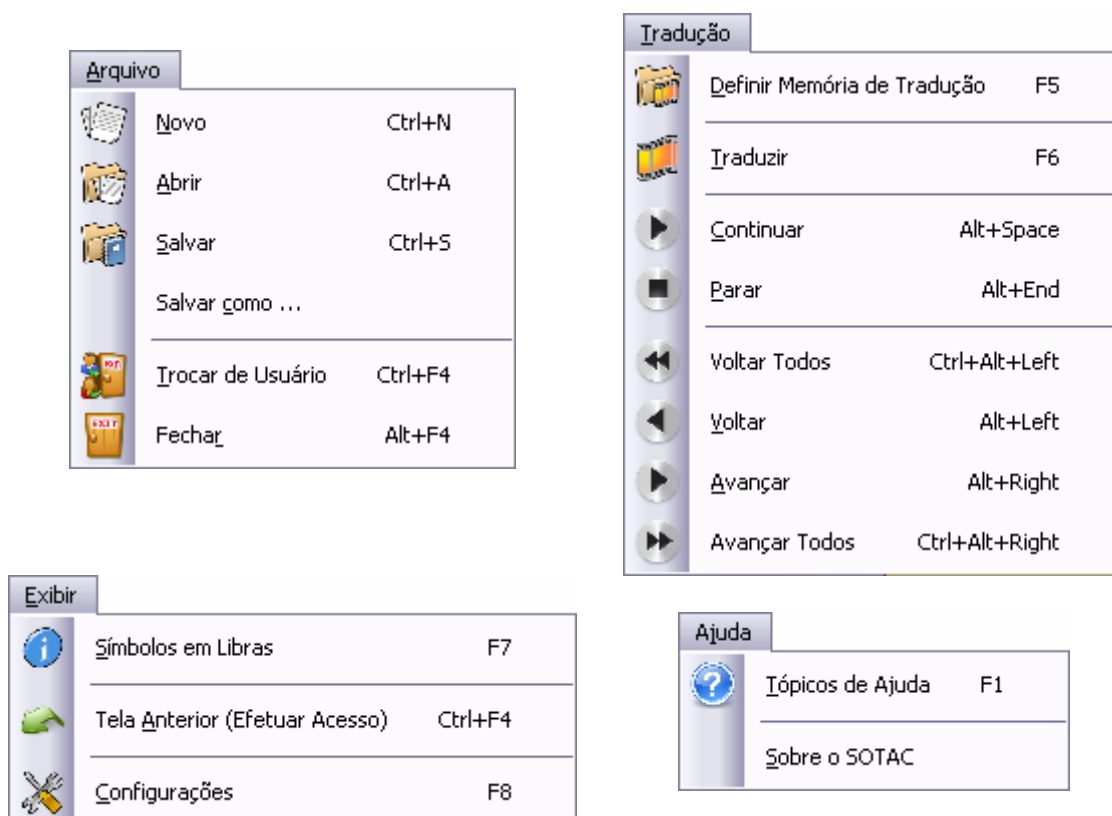 Arquivo
Novo Ctrl+N
Abrir Ctrl+A
Salvar Ctrl+S
Salvar como ...
EXIT
Trocar de Usuário Ctrl+F4
EXIT
Fechar Alt+F4
Tradução
Definir Memória de Tradução F5
Traduzir F6
Continuar Alt+Space
Parar Alt+End
Voltar Todos Ctrl+Alt+Left
Voltar Alt+Left
Avançar Alt+Right
Avançar Todos Ctrl+Alt+Right
Exibir
Símbolos em Libras F7
Tela Anterior (Efetuar Acesso) Ctrl+F4
Configurações F8
Ajuda
Tópicos de Ajuda F1
Sobre o SOTAC